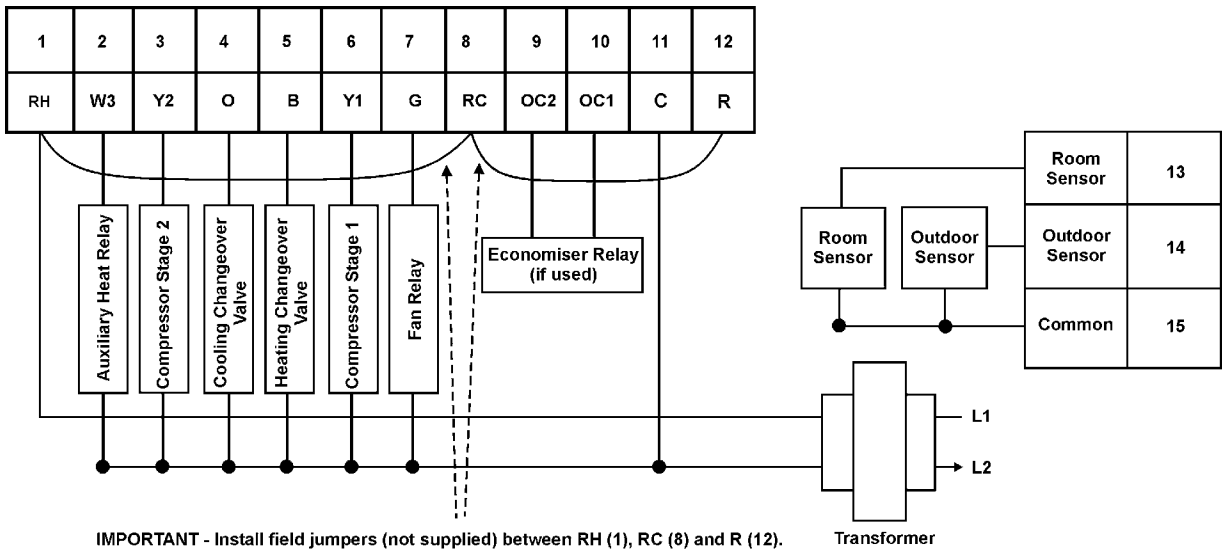 1 2 3 4 5 6 7 8 9 10 11 12
RH W3 Y2 O B Y1 G RC OC2 OC1 C R
Auxiliary Heat Relay
Compressor Stage 2
Cooling Changeover
Valve
Heating Changeover
Valve
Compressor Stage 1
Fan Relay
Economiser Relay
(if used)
Room
Sensor
Outdoor
Sensor
Room
Sensor
13
Outdoor
Sensor
14
Common
15
L1
L2
Transformer
IMPORTANT - Install field jumpers (not supplied) between RH (1), RC (8) and R (12).